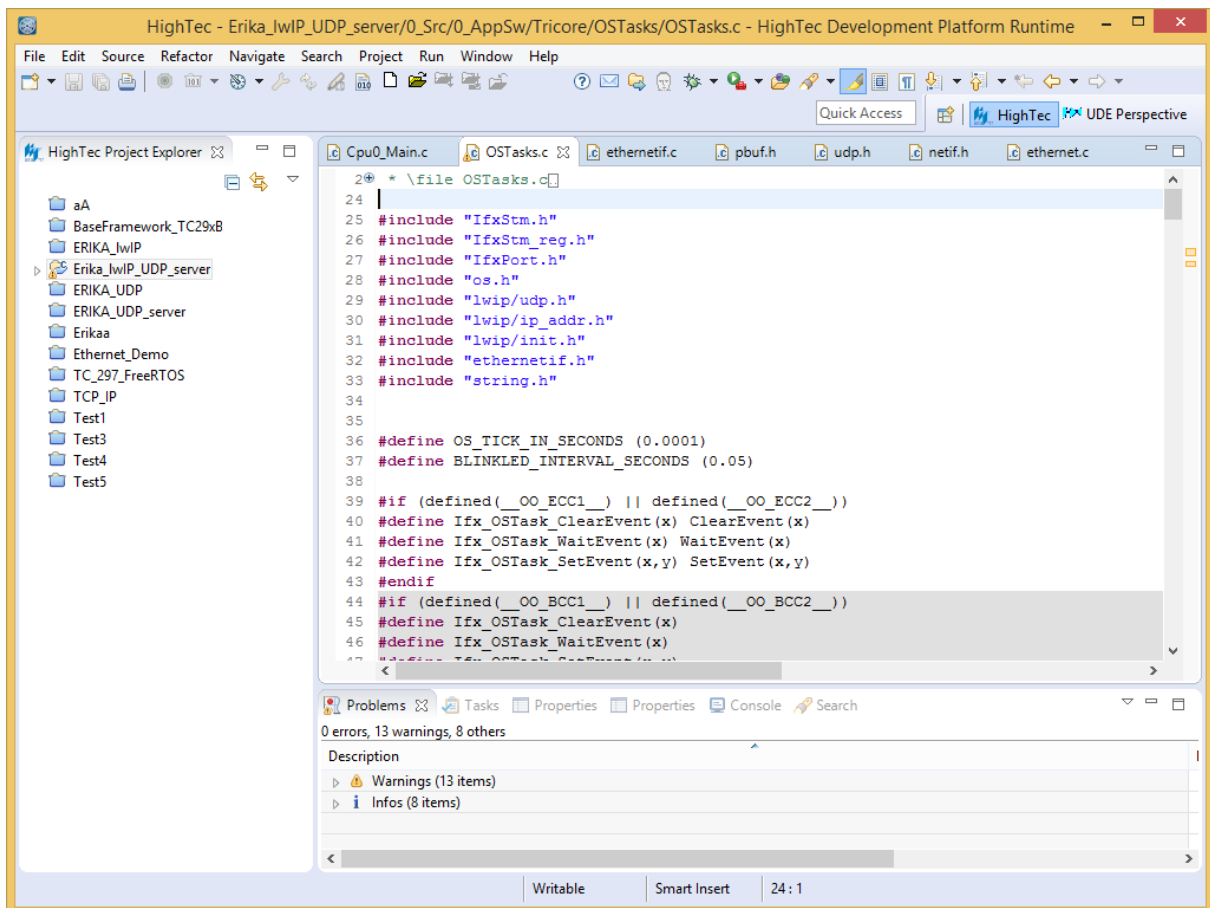 HighTec - Erika_lwIP_UDP_server/0_Src/0_AppSw/Tricore/OSTasks/OSTasks.c - HighTec Development Platform Runtime
File Edit Source Refactor Navigate Search Project Run Window Help
Quick Access
HighTec
UDE Perspective
HighTec Project Explorer
aA
BaseFramework_TC29xB
ERIKA_lwIP
Erika_lwIP_UDP_server
ERIKA_UDP
ERIKA_UDP_server
Erikaa
Ethernet_Demo
TC_297_FreeRTOS
TCP_IP
Test1
Test3
Test4
Test5
Cpu0_Main.c OSTasks.c ethernetif.c pbuf.h udp.h netif.h ethernet.c
2 * \file OSTasks.c
24
25 #include "IfxStm.h"
26 #include "IfxStm_reg.h"
27 #include "IfxPort.h"
28 #include "os.h"
29 #include "lwip/udp.h"
30 #include "lwip/ip_addr.h"
31 #include "lwip/init.h"
32 #include "ethernetif.h"
33 #include "string.h"
34
35
36 #define OS_TICK_IN_SECONDS (0.0001)
37 #define BLINKLED_INTERVAL_SECONDS (0.05)
38
39 #if (defined(__OO_ECC1__) || defined(__OO_ECC2__))
40 #define Ifx_OSTask_ClearEvent(x) ClearEvent(x)
41 #define Ifx_OSTask_WaitEvent(x) WaitEvent(x)
42 #define Ifx_OSTask_SetEvent(x,y) SetEvent(x,y)
43 #endif
44 #if (defined(__OO_BCC1__) || defined(__OO_BCC2__))
45 #define Ifx_OSTask_ClearEvent(x)
46 #define Ifx_OSTask_WaitEvent(x)
Problems Tasks Properties Properties Console Search
0 errors, 13 warnings, 8 others
Description
Warnings (13 items)
Infos (8 items)
Writable Smart Insert 24 : 1